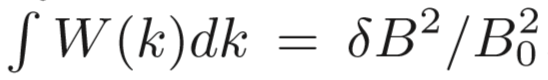 ∫ W(k)dk = δB²/B₀²